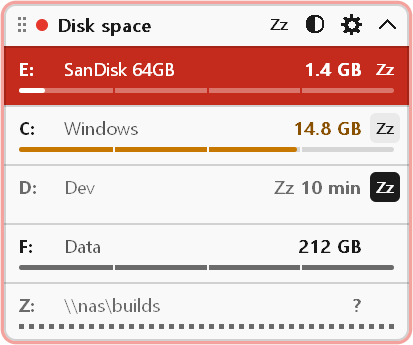 Disk space Zz
E: SanDisk 64GB 1.4 GB Zz
C: Windows 14.8 GB Zz
D: Dev Zz 10 min Zz
F: Data 212 GB
Z: \\nas\builds ?